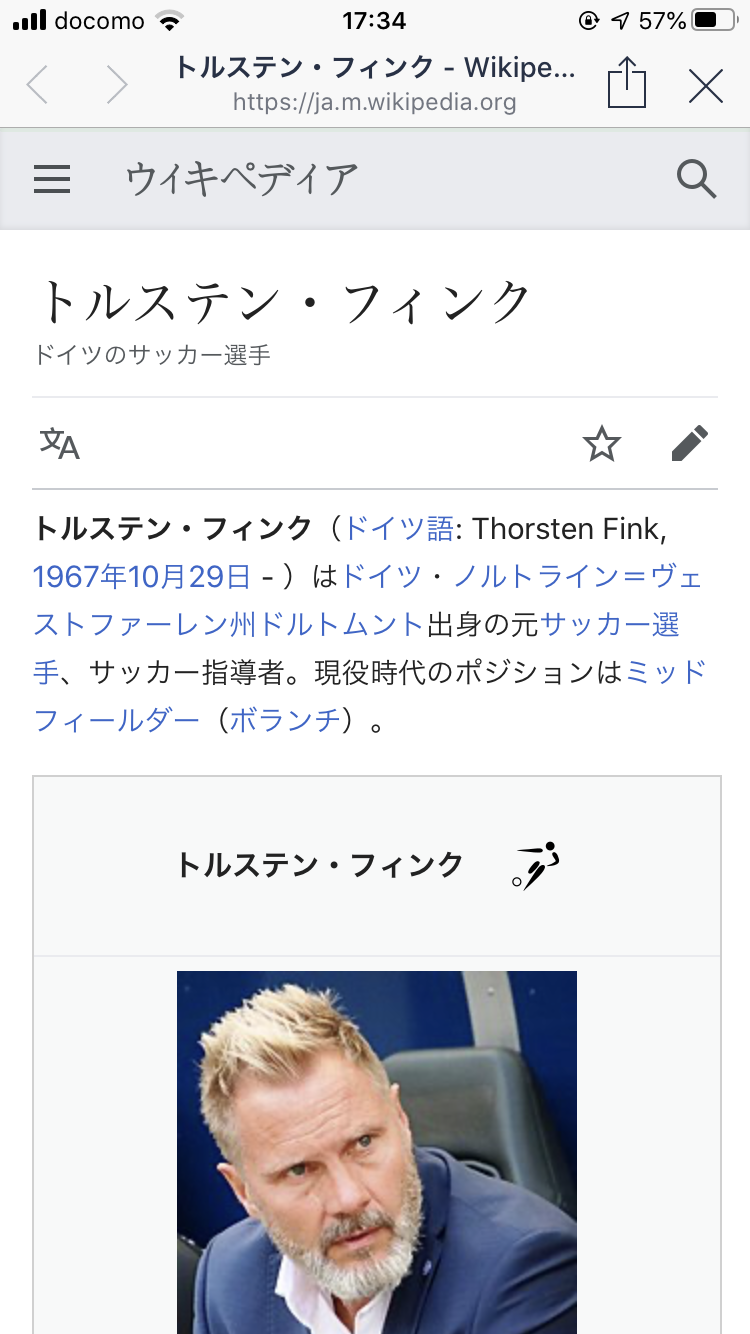 docomo 17:34 57%
トルステン・フィンク - Wikipe...
https://ja.m.wikipedia.org
ウィキペディア
トルステン・フィンク
ドイツのサッカー選手
文A
トルステン・フィンク（ドイツ語: Thorsten Fink,
1967年10月29日 - ）はドイツ・ノルトライン＝ヴェ
ストファーレン州ドルトムント出身の元サッカー選
手、サッカー指導者。現役時代のポジションはミッド
フィールダー（ボランチ）。
トルステン・フィンク